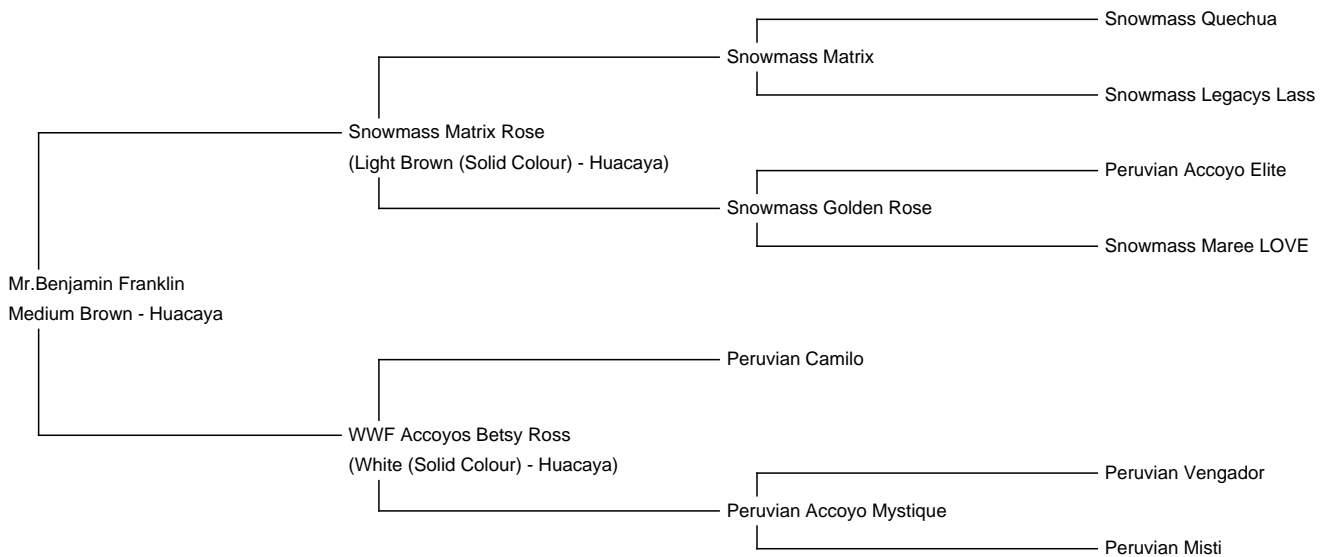 Snowmass Quechua
Snowmass Matrix
Snowmass Legacys Lass
Snowmass Matrix Rose
(Light Brown (Solid Colour) - Huacaya)
Peruvian Accoyo Elite
Snowmass Golden Rose
Snowmass Maree LOVE
Mr.Benjamin Franklin
Medium Brown - Huacaya
Peruvian Camilo
WWF Accoyos Betsy Ross
(White (Solid Colour) - Huacaya)
Peruvian Vengador
Peruvian Accoyo Mystique
Peruvian Misti